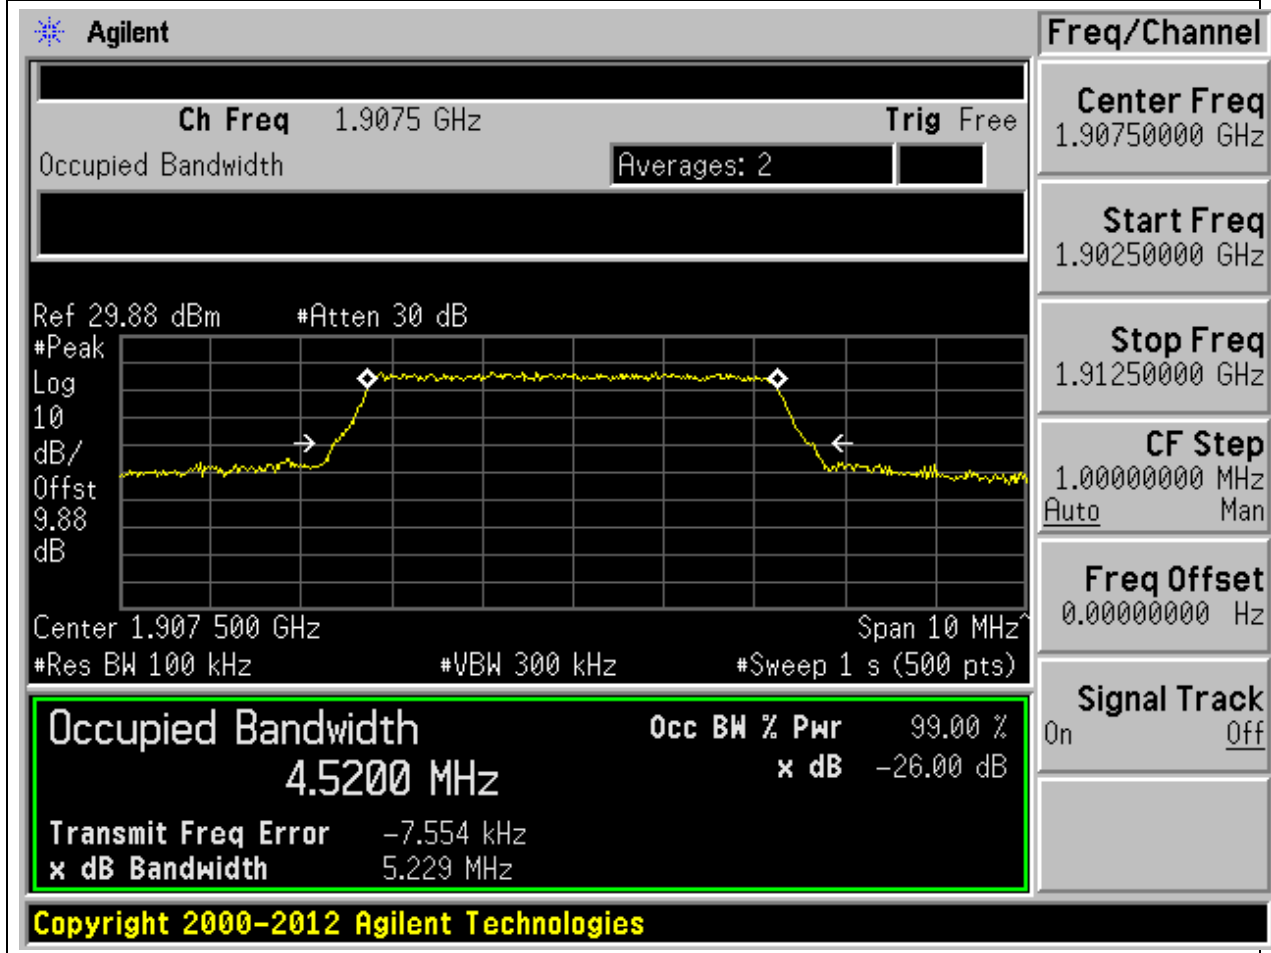 Agilent
Freq/Channel
Ch Freq 1.9075 GHz Trig Free
Occupied Bandwidth Averages: 2
Center Freq
1.90750000 GHz
Start Freq
1.90250000 GHz
Stop Freq
1.91250000 GHz
CF Step
1.00000000 MHz
Auto Man
Freq Offset
0.00000000 Hz
Signal Track
On Off
Ref 29.88 dBm #Atten 30 dB
#Peak
Log
10
dB/
Offst
9.88
dB
Center 1.907 500 GHz Span 10 MHz^
#Res BW 100 kHz #VBW 300 kHz #Sweep 1 s (500 pts)
Occupied Bandwidth Occ BW % Pwr 99.00 %
4.5200 MHz x dB -26.00 dB
Transmit Freq Error -7.554 kHz
x dB Bandwidth 5.229 MHz
Copyright 2000-2012 Agilent Technologies